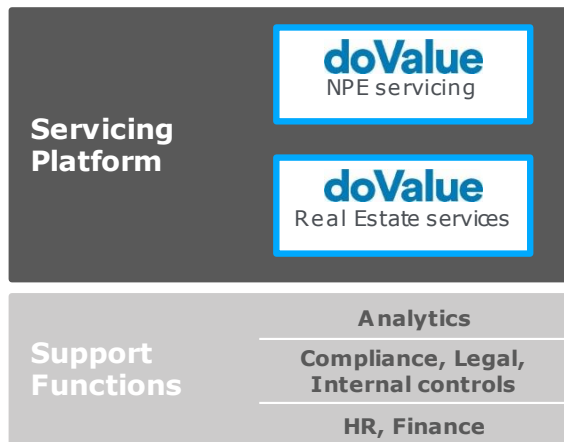 Servicing
Platform
doValue
NPE servicing
doValue
Real Estate services
Support
Functions
Analytics
Compliance, Legal,
Internal controls
HR, Finance